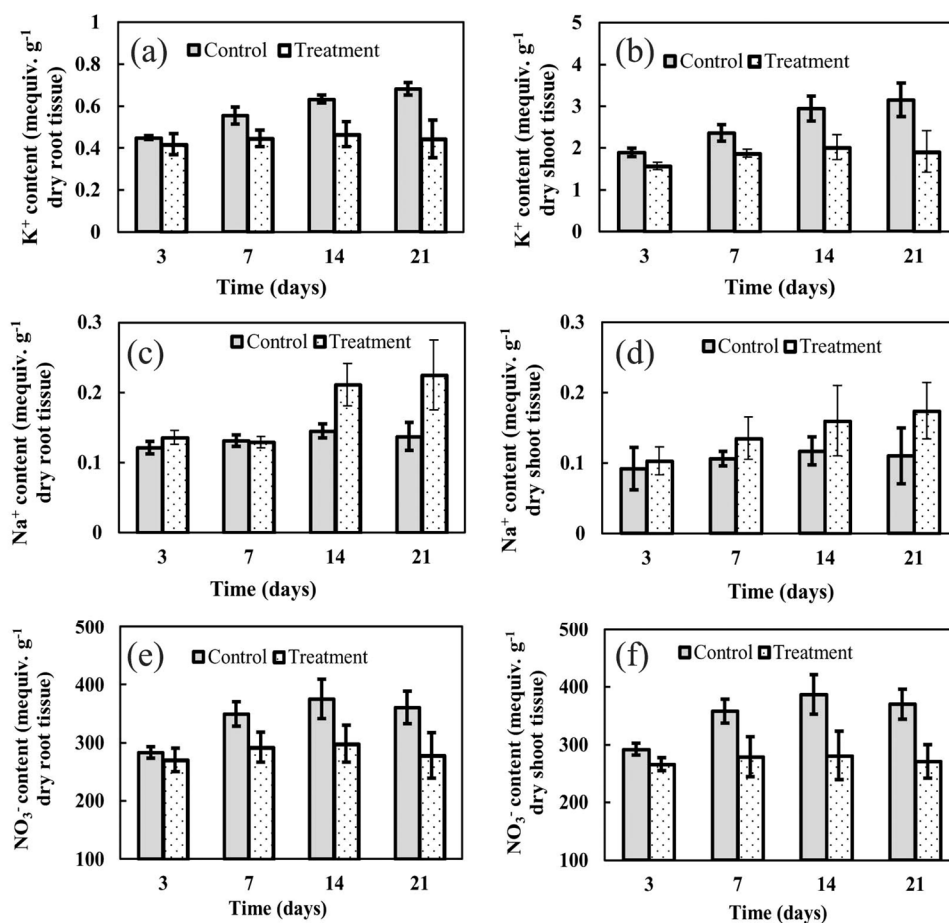 K⁺ content (mequiv. g⁻¹
dry root tissue)
1
0.8
0.6
0.4
0.2
0
(a)
Control
Treatment
3 7 14 21
Time (days)
K⁺ content (mequiv. g⁻¹
dry shoot tissue)
5
4
3
2
1
0
(b)
Control
Treatment
3 7 14 21
Time (days)
Na⁺ content (mequiv. g⁻¹
dry root tissue)
0.3
0.2
0.1
0
(c)
Control
Treatment
3 7 14 21
Time (days)
Na⁺ content (mequiv. g⁻¹
dry shoot tissue)
0.3
0.2
0.1
0
(d)
Control
Treatment
3 7 14 21
Time (days)
NO₃⁻ content (mequiv. g⁻¹
dry root tissue)
500
400
300
200
100
(e)
Control
Treatment
3 7 14 21
Time (days)
NO₃⁻ content (mequiv. g⁻¹
dry shoot tissue)
500
400
300
200
100
(f)
Control
Treatment
3 7 14 21
Time (days)